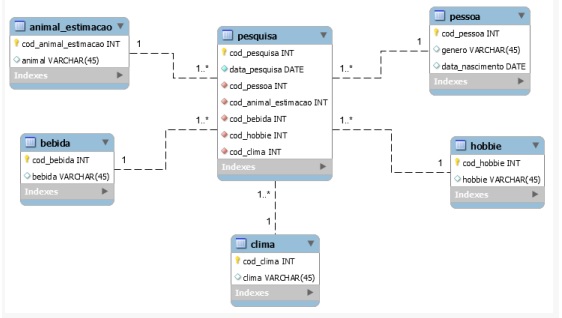 animal_estimacao
cod_animal_estimacao INT
animal VARCHAR(45)
Indexes
1
1..*
pesquisa
cod_pesquisa INT
data_pesquisa DATE
cod_pessoa INT
cod_animal_estimacao INT
cod_bebida INT
cod_hobbie INT
cod_clima INT
Indexes
pessoa
cod_pessoa INT
genero VARCHAR(45)
data_nascimento DATE
Indexes
1
1..*
bebida
cod_bebida INT
bebida VARCHAR(45)
Indexes
1
1..*
hobbie
cod_hobbie INT
hobbie VARCHAR(45)
Indexes
1
1..*
1..*
1
clima
cod_clima INT
clima VARCHAR(45)
Indexes